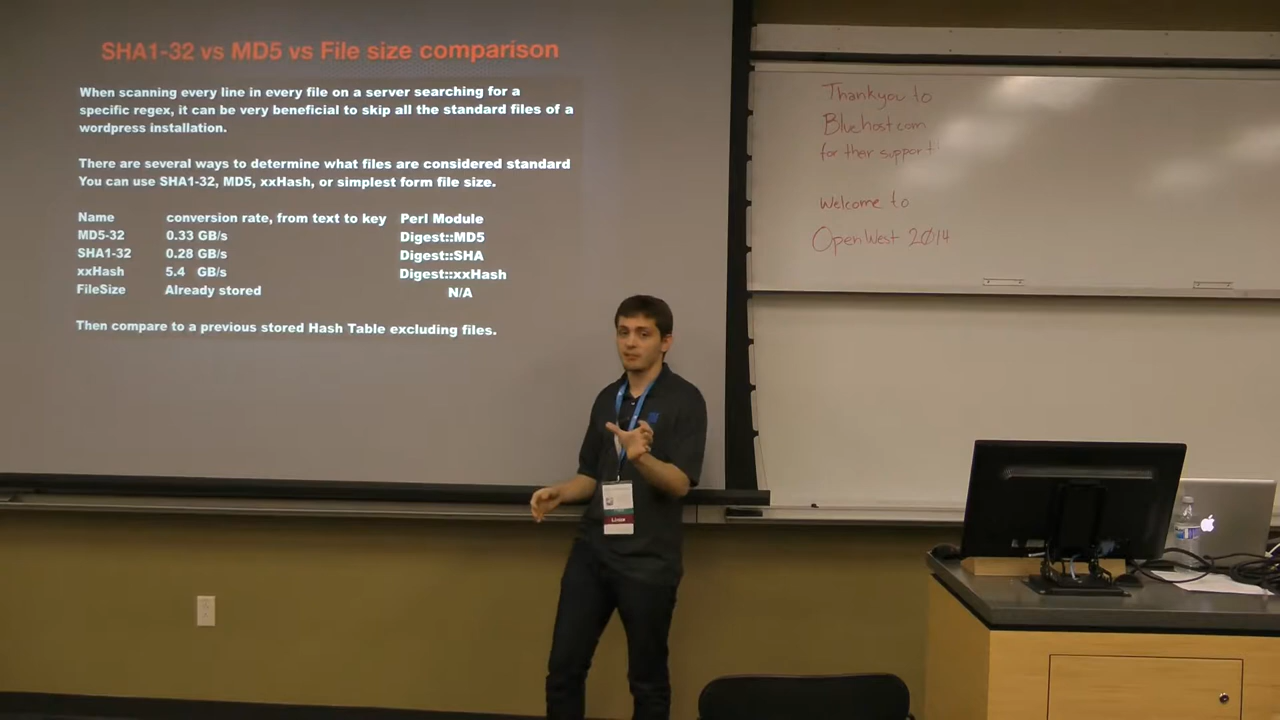 SHA1-32 vs MD5 vs File size comparison
When scanning every line in every file on a server searching for a
specific regex, it can be very beneficial to skip all the standard files of a
wordpress installation.
There are several ways to determine what files are considered standard
You can use SHA1-32, MD5, xxHash, or simplest form file size.
Name conversion rate, from text to key Perl Module
MD5-32 0.33 GB/s Digest::MD5
SHA1-32 0.28 GB/s Digest::SHA
xxHash 5.4 GB/s Digest::xxHash
FileSize Already stored N/A
Then compare to a previous stored Hash Table excluding files.
Thankyou to
Bluehost.com
for ther support!
Welcome to
OpenWest 2014